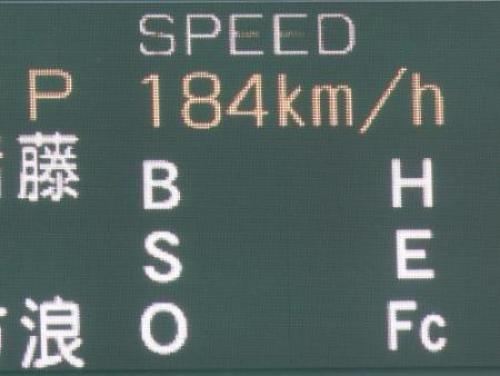 SPEED
P 184km/h
藤 B H
S E
浪 O Fc